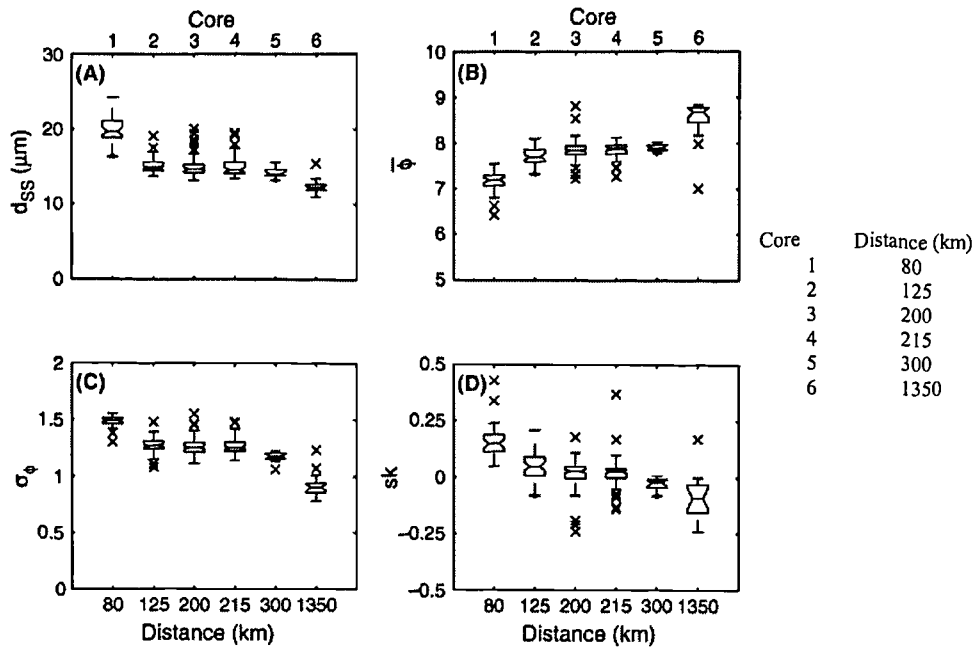 Core
1 2 3 4 5 6
(A)
30
20
10
0
dSS (μm)
Core
1 2 3 4 5 6
(B)
10
9
8
7
6
5
ϕ̅
(C)
2
1.5
1
0.5
0
σϕ
80 125 200 215 300 1350
Distance (km)
(D)
0.5
0.25
0
−0.25
−0.5
sk
80 125 200 215 300 1350
Distance (km)
Core Distance (km)
1 80
2 125
3 200
4 215
5 300
6 1350